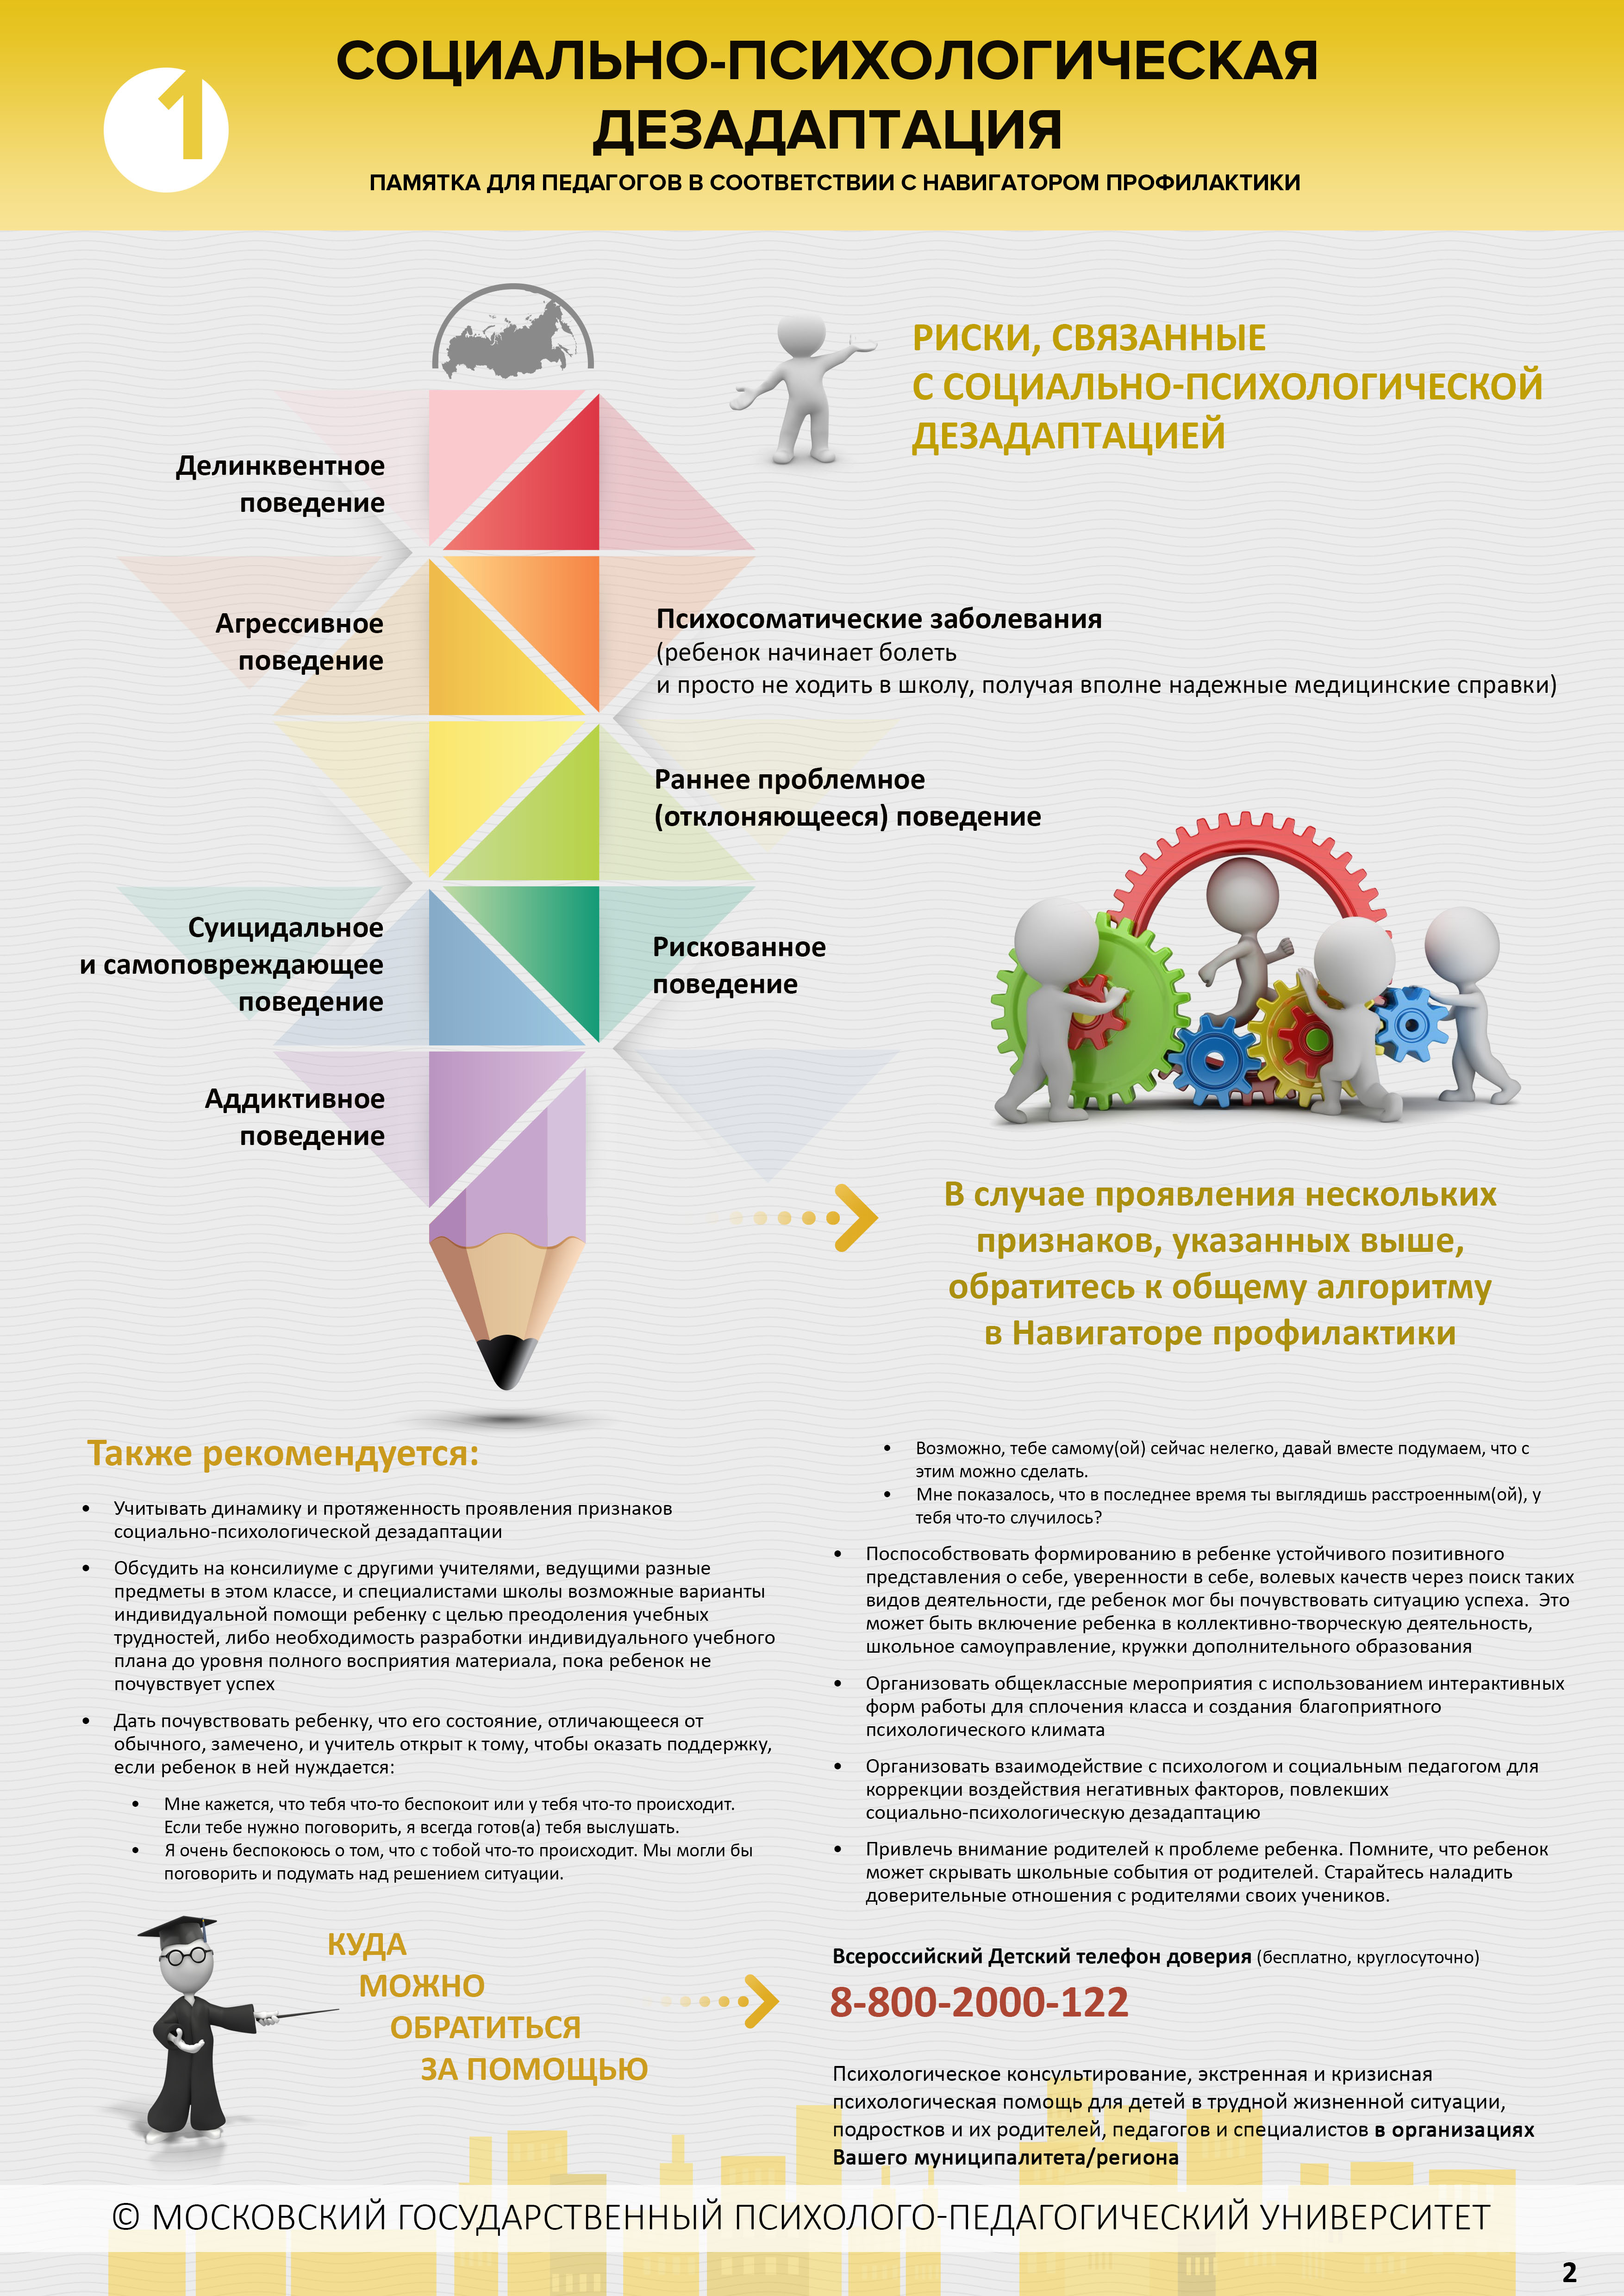 1
СОЦИАЛЬНО-ПСИХОЛОГИЧЕСКАЯ
ДЕЗАДАПТАЦИЯ
ПАМЯТКА ДЛЯ ПЕДАГОГОВ В СООТВЕТСТВИИ С НАВИГАТОРОМ ПРОФИЛАКТИКИ
РИСКИ, СВЯЗАННЫЕ
С СОЦИАЛЬНО-ПСИХОЛОГИЧЕСКОЙ
ДЕЗАДАПТАЦИЕЙ
Делинквентное
поведение
Агрессивное
поведение
Психосоматические заболевания
(ребенок начинает болеть
и просто не ходить в школу, получая вполне надежные медицинские справки)
Раннее проблемное
(отклоняющееся) поведение
Суицидальное
и самоповреждающее
поведение
Рискованное
поведение
Аддиктивное
поведение
В случае проявления нескольких
признаков, указанных выше,
обратитесь к общему алгоритму
в Навигаторе профилактики
Также рекомендуется:
• Учитывать динамику и протяженность проявления признаков
социально-психологической дезадаптации
• Обсудить на консилиуме с другими учителями, ведущими разные
предметы в этом классе, и специалистами школы возможные варианты
индивидуальной помощи ребенку с целью преодоления учебных
трудностей, либо необходимость разработки индивидуального учебного
плана до уровня полного восприятия материала, пока ребенок не
почувствует успех
• Дать почувствовать ребенку, что его состояние, отличающееся от
обычного, замечено, и учитель открыт к тому, чтобы оказать поддержку,
если ребенок в ней нуждается:
• Мне кажется, что тебя что-то беспокоит или у тебя что-то происходит.
Если тебе нужно поговорить, я всегда готов(а) тебя выслушать.
• Я очень беспокоюсь о том, что с тобой что-то происходит. Мы могли бы
поговорить и подумать над решением ситуации.
• Возможно, тебе самому(ой) сейчас нелегко, давай вместе подумаем, что с
этим можно сделать.
• Мне показалось, что в последнее время ты выглядишь расстроенным(ой), у
тебя что-то случилось?
• Поспособствовать формированию в ребенке устойчивого позитивного
представления о себе, уверенности в себе, волевых качеств через поиск таких
видов деятельности, где ребенок мог бы почувствовать ситуацию успеха. Это
может быть включение ребенка в коллективно-творческую деятельность,
школьное самоуправление, кружки дополнительного образования
• Организовать общеклассные мероприятия с использованием интерактивных
форм работы для сплочения класса и создания благоприятного
психологического климата
• Организовать взаимодействие с психологом и социальным педагогом для
коррекции воздействия негативных факторов, повлекших
социально-психологическую дезадаптацию
• Привлечь внимание родителей к проблеме ребенка. Помните, что ребенок
может скрывать школьные события от родителей. Старайтесь наладить
доверительные отношения с родителями своих учеников.
КУДА
МОЖНО
ОБРАТИТЬСЯ
ЗА ПОМОЩЬЮ
Всероссийский Детский телефон доверия (бесплатно, круглосуточно)
8-800-2000-122
Психологическое консультирование, экстренная и кризисная
психологическая помощь для детей в трудной жизненной ситуации,
подростков и их родителей, педагогов и специалистов в организациях
Вашего муниципалитета/региона
© МОСКОВСКИЙ ГОСУДАРСТВЕННЫЙ ПСИХОЛОГО-ПЕДАГОГИЧЕСКИЙ УНИВЕРСИТЕТ
2